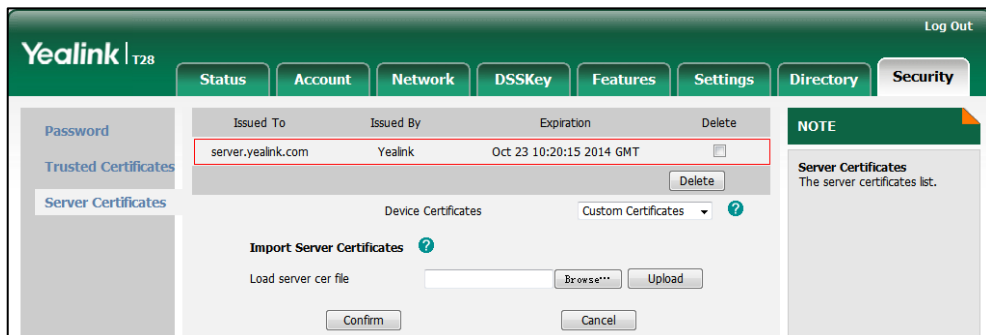 Log Out
Yealink T28
Status Account Network DSSKey Features Settings Directory Security
Password
Trusted Certificates
Server Certificates
Issued To Issued By Expiration Delete
server.yealink.com Yealink Oct 23 10:20:15 2014 GMT
Delete
Device Certificates Custom Certificates ?
Import Server Certificates ?
Load server cer file Browse... Upload
Confirm Cancel
NOTE
Server Certificates
The server certificates list.